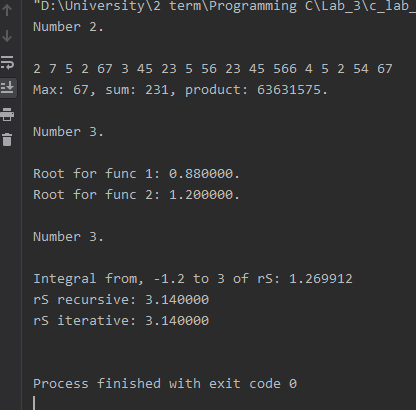 "D:\University\2 term\Programming C\Lab_3\c_lab_
Number 2.
2 7 5 2 67 3 45 23 5 56 23 45 566 4 5 2 54 67
Max: 67, sum: 231, product: 63631575.
Number 3.
Root for func 1: 0.880000.
Root for func 2: 1.200000.
Number 3.
Integral from, -1.2 to 3 of rS: 1.269912
rS recursive: 3.140000
rS iterative: 3.140000
Process finished with exit code 0